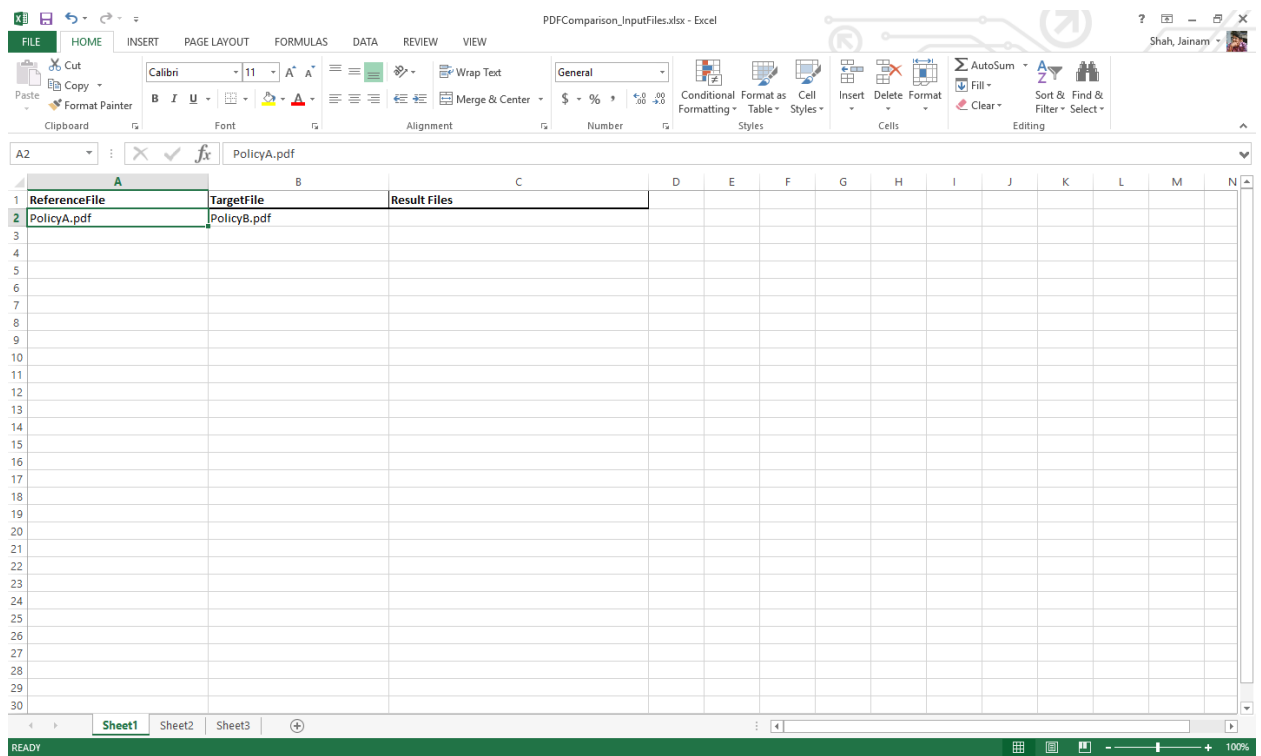 PDFComparison_InputFiles.xlsx - Excel
?
FILE HOME INSERT PAGE LAYOUT FORMULAS DATA REVIEW VIEW Shah, Jainam
Paste
Cut
Copy
Format Painter
Clipboard
Calibri 11 A A
B I U A
Font
Wrap Text
Merge & Center
Alignment
General
$ % , .0 .00 .00 .0
Number
Conditional Formatting
Format as Table
Cell Styles
Styles
Insert Delete Format
Cells
AutoSum
Fill
Clear
Sort & Filter
Find & Select
Editing
A2 fx PolicyA.pdf
A B C D E F G H I J K L M N
1 ReferenceFile TargetFile Result Files
2 PolicyA.pdf PolicyB.pdf
3
4
5
6
7
8
9
10
11
12
13
14
15
16
17
18
19
20
21
22
23
24
25
26
27
28
29
30
Sheet1 Sheet2 Sheet3
READY 100%